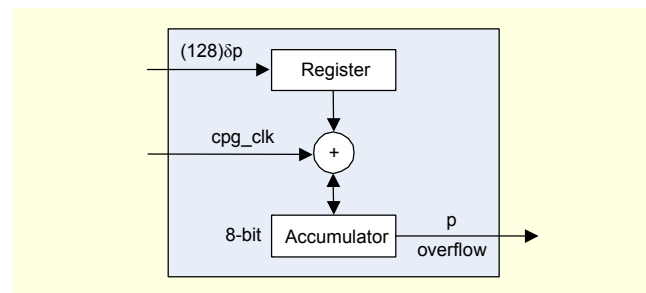 (128)δp
Register
cpg_clk
+
8-bit
Accumulator
p
overflow